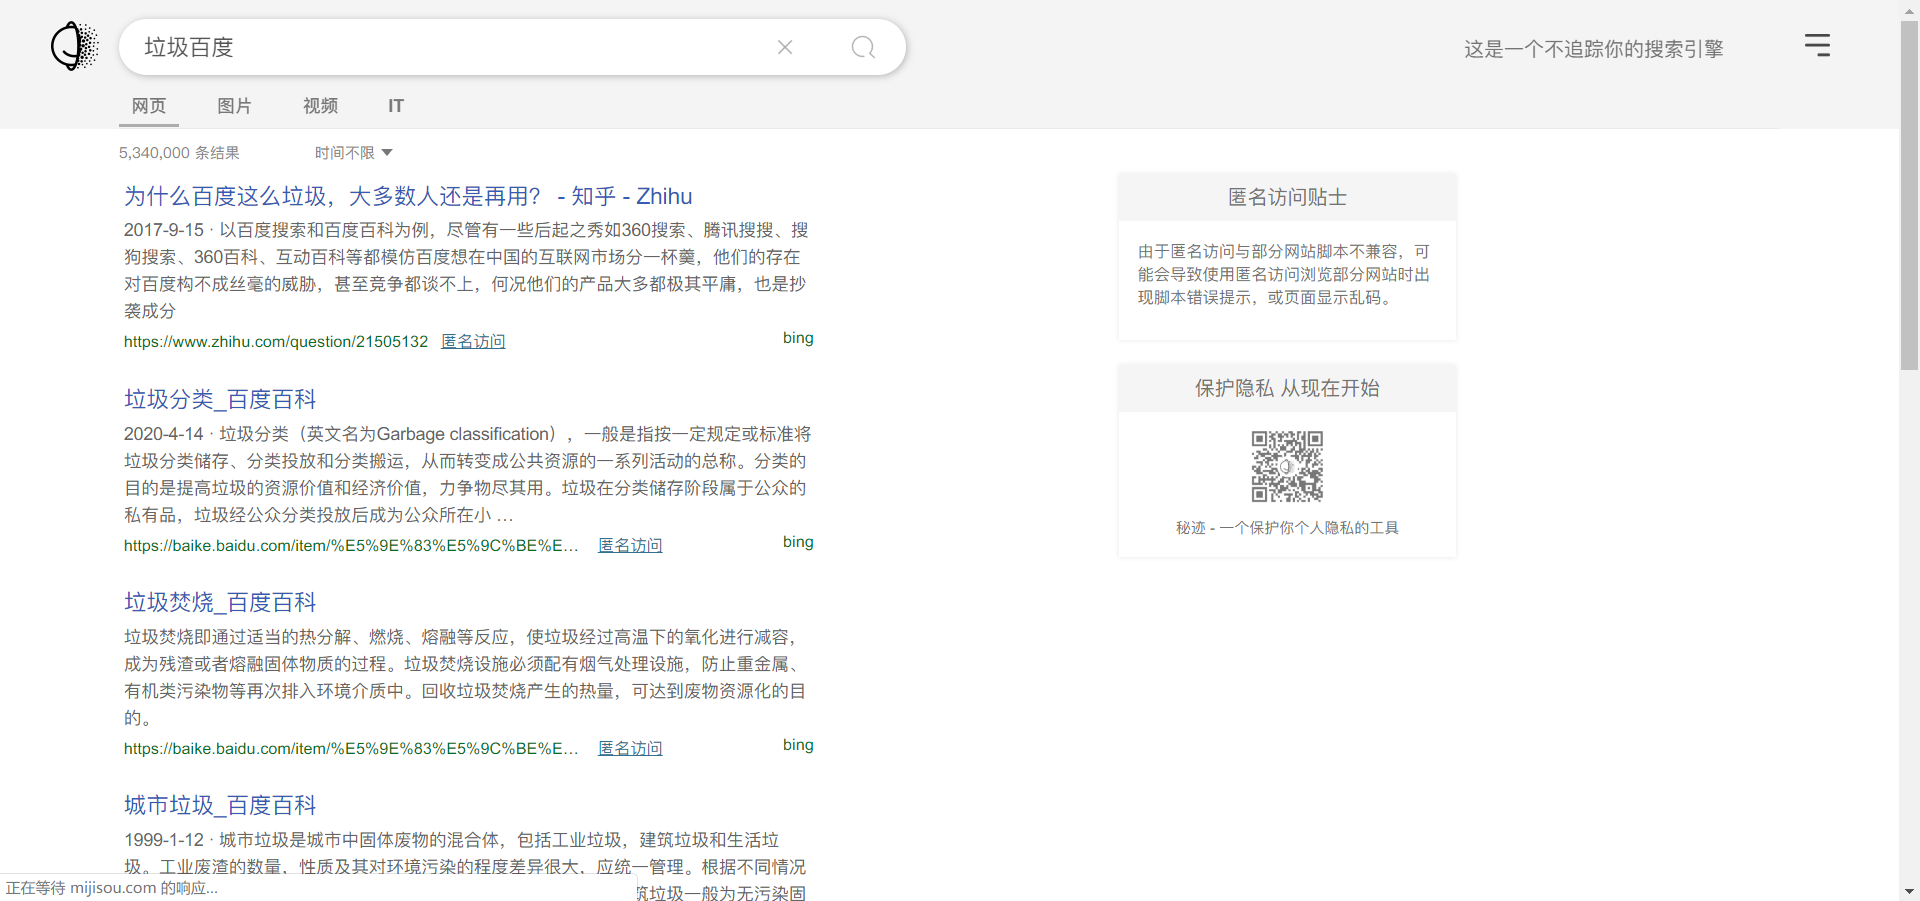 垃圾百度
这是一个不追踪你的搜索引擎
网页 图片 视频 IT
5,340,000 条结果 时间不限
为什么百度这么垃圾，大多数人还是再用？ - 知乎 - Zhihu
2017-9-15 · 以百度搜索和百度百科为例，尽管有一些后起之秀如360搜索、腾讯搜搜、搜
狗搜索、360百科、互动百科等都模仿百度想在中国的互联网市场分一杯羹，他们的存在
对百度构不成丝毫的威胁，甚至竞争都谈不上，何况他们的产品大多都极其平庸，也是抄
袭成分
https://www.zhihu.com/question/21505132 匿名访问 bing
垃圾分类_百度百科
2020-4-14 · 垃圾分类（英文名为Garbage classification），一般是指按一定规定或标准将
垃圾分类储存、分类投放和分类搬运，从而转变成公共资源的一系列活动的总称。分类的
目的是提高垃圾的资源价值和经济价值，力争物尽其用。垃圾在分类储存阶段属于公众的
私有品，垃圾经公众分类投放后成为公众所在小 ...
https://baike.baidu.com/item/%E5%9E%83%E5%9C%BE%E... 匿名访问 bing
垃圾焚烧_百度百科
垃圾焚烧即通过适当的热分解、燃烧、熔融等反应，使垃圾经过高温下的氧化进行减容，
成为残渣或者熔融固体物质的过程。垃圾焚烧设施必须配有烟气处理设施，防止重金属、
有机类污染物等再次排入环境介质中。回收垃圾焚烧产生的热量，可达到废物资源化的目
的。
https://baike.baidu.com/item/%E5%9E%83%E5%9C%BE%E... 匿名访问 bing
城市垃圾_百度百科
1999-1-12 · 城市垃圾是城市中固体废物的混合体，包括工业垃圾，建筑垃圾和生活垃
圾。工业废渣的数量，性质及其对环境污染的程度差异很大，应统一管理。根据不同情况
筑垃圾一般为无污染固
正在等待 mijisou.com 的响应...
匿名访问贴士
由于匿名访问与部分网站脚本不兼容，可
能会导致使用匿名访问浏览部分网站时出
现脚本错误提示，或页面显示乱码。
保护隐私 从现在开始
秘迹 - 一个保护你个人隐私的工具